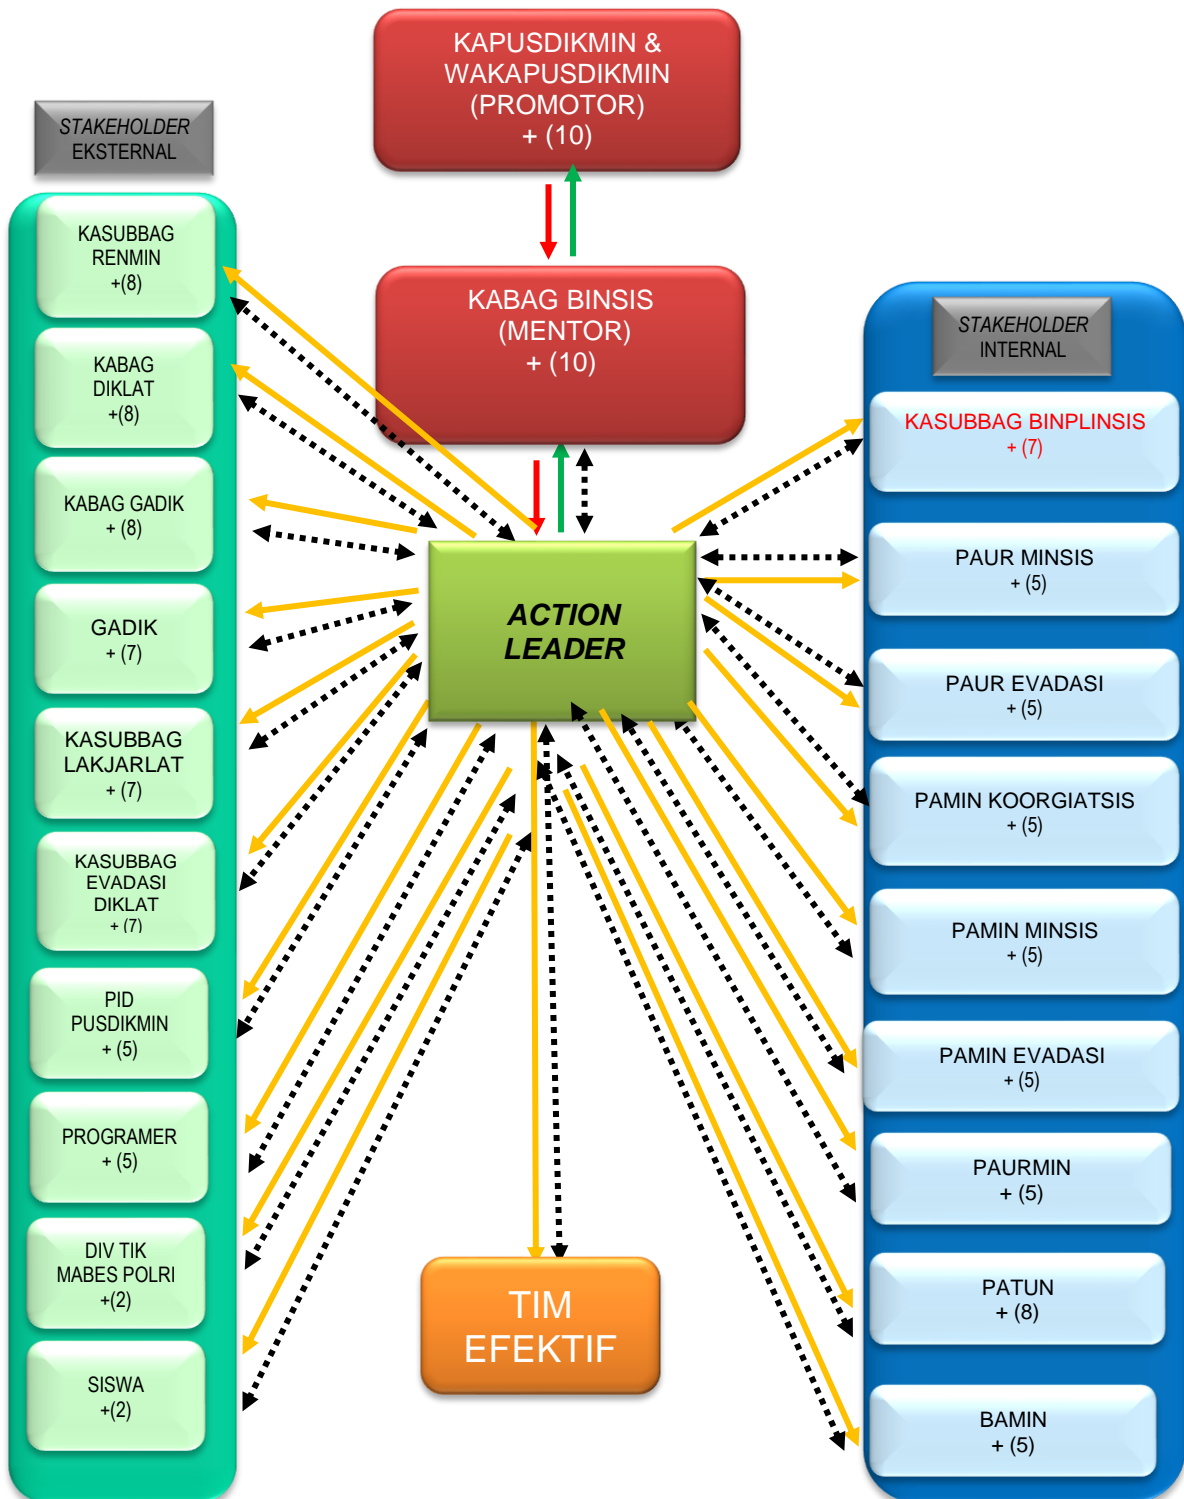 KAPUSDIKMIN &
WAKAPUSDIKMIN
(PROMOTOR)
+ (10)
STAKEHOLDER
EKSTERNAL
KASUBBAG
RENMIN
+(8)
KABAG
DIKLAT
+(8)
KABAG GADIK
+ (8)
GADIK
+ (7)
KASUBBAG
LAKJARLAT
+ (7)
KASUBBAG
EVADASI
DIKLAT
+ (7)
PID
PUSDIKMIN
+ (5)
PROGRAMER
+ (5)
DIV TIK
MABES POLRI
+(2)
SISWA
+(2)
KABAG BINSIS
(MENTOR)
+ (10)
ACTION
LEADER
TIM
EFEKTIF
STAKEHOLDER
INTERNAL
KASUBBAG BINPLINSIS
+ (7)
PAUR MINSIS
+ (5)
PAUR EVADASI
+ (5)
PAMIN KOORGIATSIS
+ (5)
PAMIN MINSIS
+ (5)
PAMIN EVADASI
+ (5)
PAURMIN
+ (5)
PATUN
+ (8)
BAMIN
+ (5)